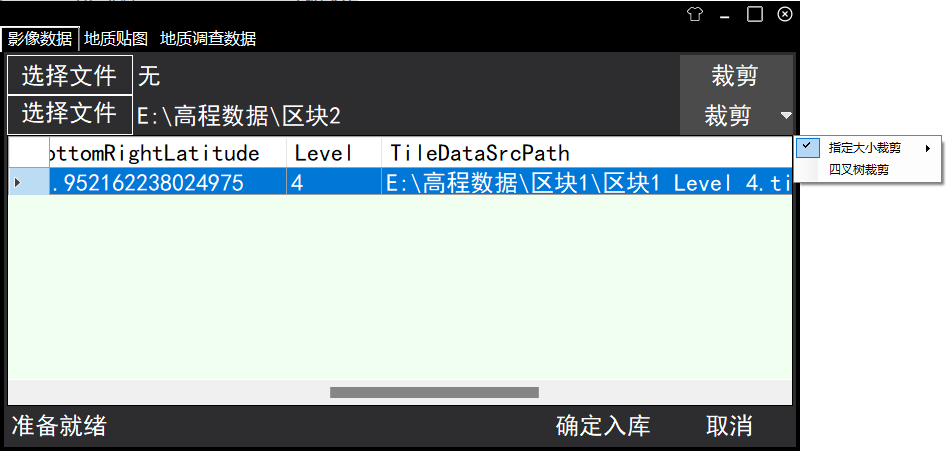 影像数据 地质贴图 地质调查数据
选择文件 无 裁剪
选择文件 E:\高程数据\区块2 裁剪
指定大小裁剪
四叉树裁剪
ottomRightLatitude Level TileDataSrcPath
.952162238024975 4 E:\高程数据\区块1\区块1 Level 4.ti
准备就绪 确定入库 取消